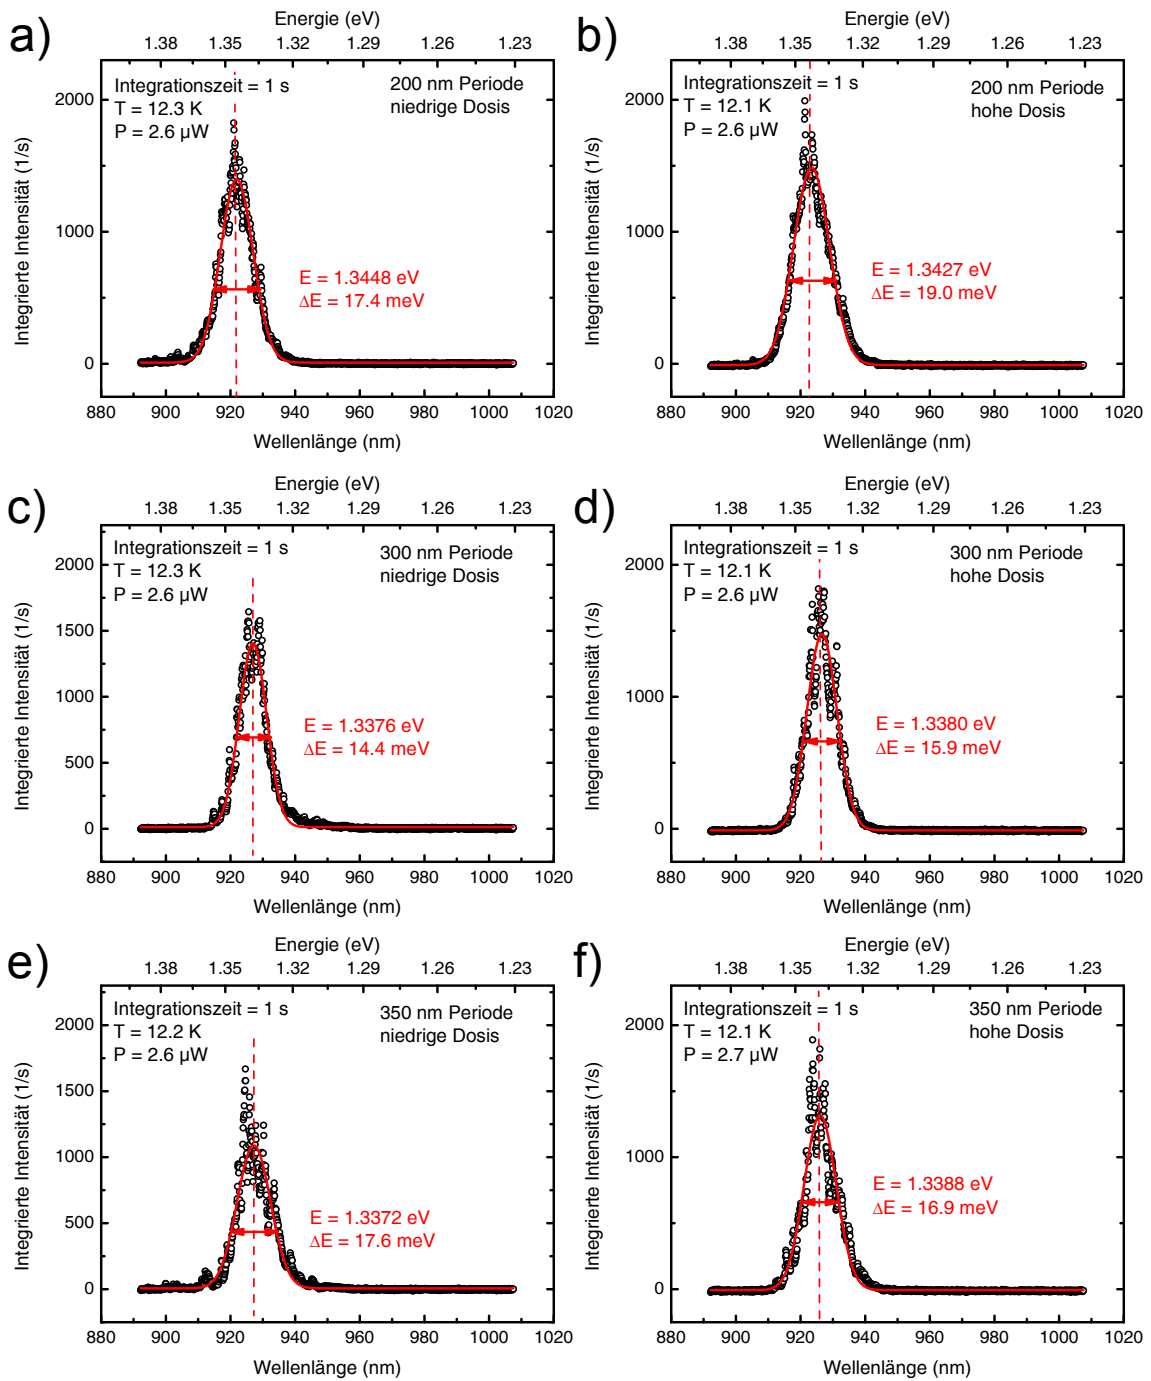 a)
Energie (eV)
1.38 1.35 1.32 1.29 1.26 1.23
Integrationszeit = 1 s
T = 12.3 K
P = 2.6 µW
200 nm Periode
niedrige Dosis
E = 1.3448 eV
ΔE = 17.4 meV
Integrierte Intensität (1/s)
2000
1000
0
880 900 920 940 960 980 1000 1020
Wellenlänge (nm)
b)
Energie (eV)
1.38 1.35 1.32 1.29 1.26 1.23
Integrationszeit = 1 s
T = 12.1 K
P = 2.6 µW
200 nm Periode
hohe Dosis
E = 1.3427 eV
ΔE = 19.0 meV
Integrierte Intensität (1/s)
2000
1000
0
880 900 920 940 960 980 1000 1020
Wellenlänge (nm)
c)
Energie (eV)
1.38 1.35 1.32 1.29 1.26 1.23
Integrationszeit = 1 s
T = 12.3 K
P = 2.6 µW
300 nm Periode
niedrige Dosis
E = 1.3376 eV
ΔE = 14.4 meV
Integrierte Intensität (1/s)
2000
1500
1000
500
0
880 900 920 940 960 980 1000 1020
Wellenlänge (nm)
d)
Energie (eV)
1.38 1.35 1.32 1.29 1.26 1.23
Integrationszeit = 1 s
T = 12.1 K
P = 2.6 µW
300 nm Periode
hohe Dosis
E = 1.3380 eV
ΔE = 15.9 meV
Integrierte Intensität (1/s)
2000
1500
1000
500
0
880 900 920 940 960 980 1000 1020
Wellenlänge (nm)
e)
Energie (eV)
1.38 1.35 1.32 1.29 1.26 1.23
Integrationszeit = 1 s
T = 12.2 K
P = 2.6 µW
350 nm Periode
niedrige Dosis
E = 1.3372 eV
ΔE = 17.6 meV
Integrierte Intensität (1/s)
2000
1500
1000
500
0
880 900 920 940 960 980 1000 1020
Wellenlänge (nm)
f)
Energie (eV)
1.38 1.35 1.32 1.29 1.26 1.23
Integrationszeit = 1 s
T = 12.1 K
P = 2.7 µW
350 nm Periode
hohe Dosis
E = 1.3388 eV
ΔE = 16.9 meV
Integrierte Intensität (1/s)
2000
1500
1000
500
0
880 900 920 940 960 980 1000 1020
Wellenlänge (nm)